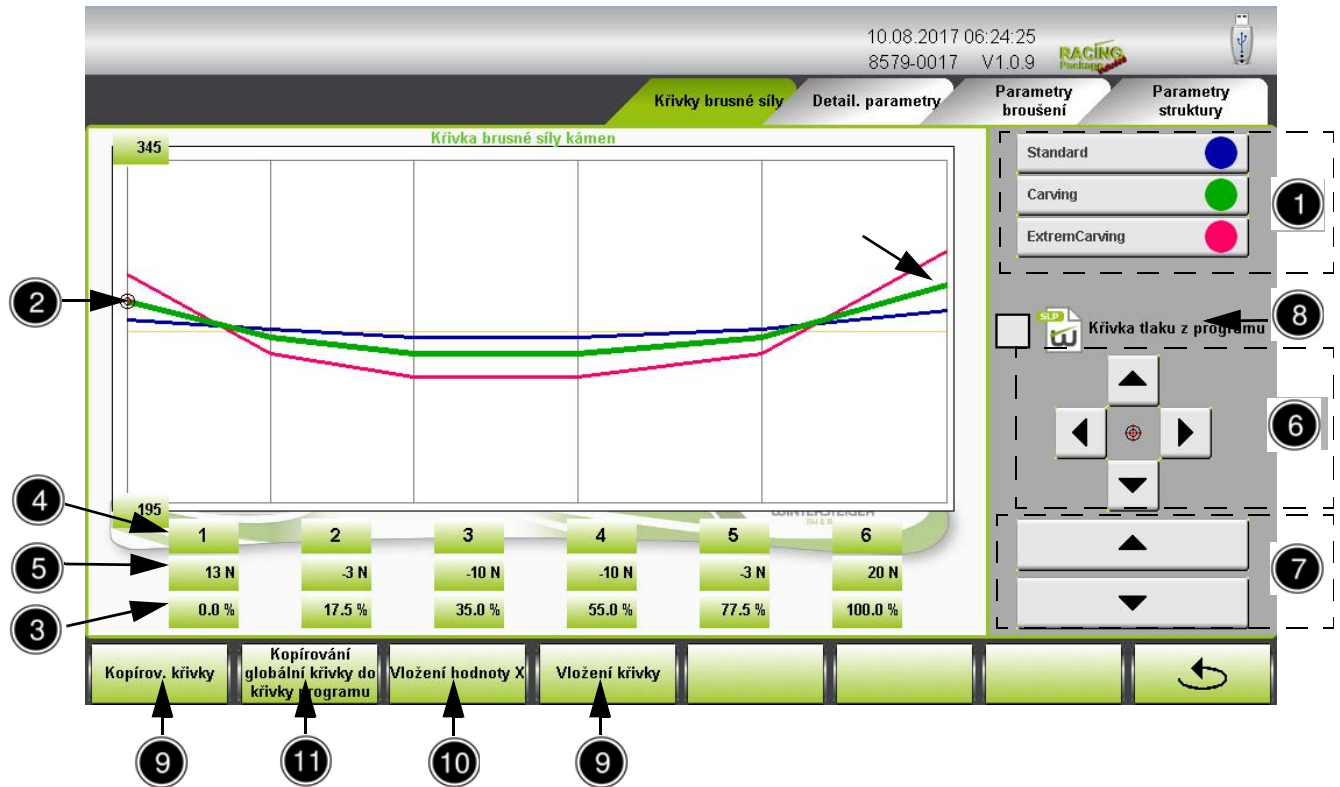 10.08.2017 06:24:25
8579-0017 V1.0.9
RACING
Křivky brusné síly
Detail. parametry
Parametry
broušení
Parametry
struktury
Křivka brusné síly kámen
345
Standard
Carving
ExtremCarving
1
2
SLP
Křivka tlaku z programu
8
6
195
WINTERSTEIGER
4
1 2 3 4 5 6
5
13 N -3 N -10 N -10 N -3 N 20 N
7
3
0.0 % 17.5 % 35.0 % 55.0 % 77.5 % 100.0 %
Kopírov. křivky
Kopírování
globální křivky do
křivky programu
Vložení hodnoty X
Vložení křivky
9
11
10
9